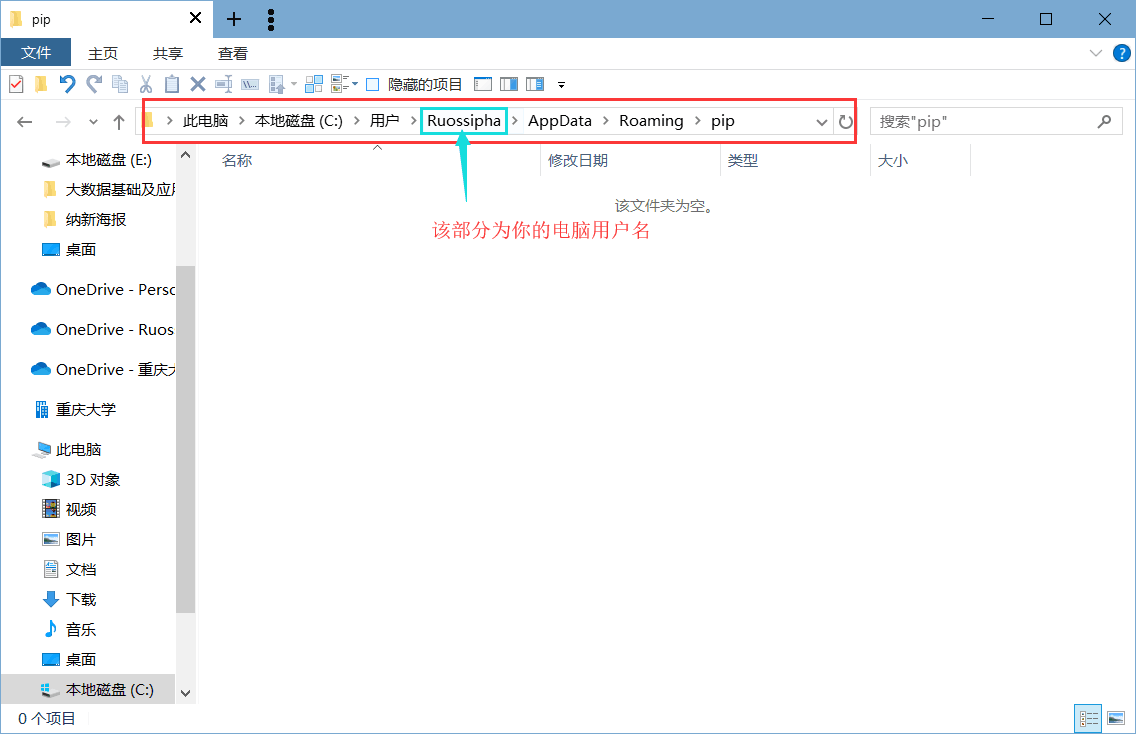 pip
文件 主页 共享 查看
隐藏的项目
此电脑 本地磁盘 (C:) 用户 Ruossipha AppData Roaming pip
搜索"pip"
名称 修改日期 类型 大小
该文件夹为空。
该部分为你的电脑用户名
本地磁盘 (E:)
大数据基础及应用
纳新海报
桌面
OneDrive - Persc
OneDrive - Ruos
OneDrive - 重庆大
重庆大学
此电脑
3D 对象
视频
图片
文档
下载
音乐
桌面
本地磁盘 (C:)
0 个项目